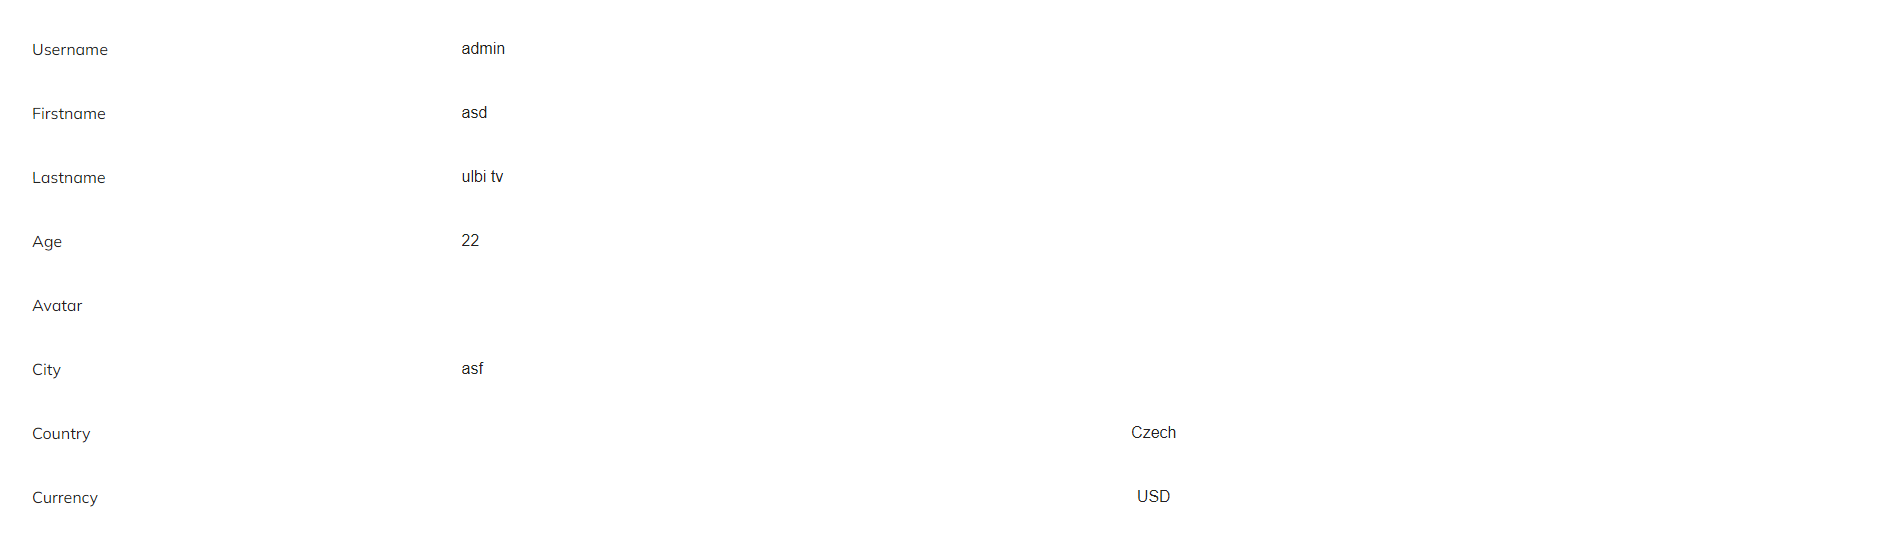 Username admin
Firstname asd
Lastname ulbi tv
Age 22
Avatar
City asf
Country Czech
Currency USD